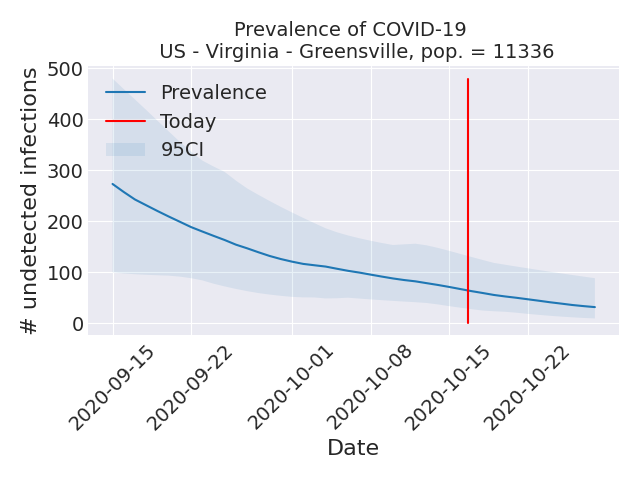 Prevalence of COVID-19
US - Virginia - Greensville, pop. = 11336
# undetected infections
500
400
300
200
100
0
Prevalence
Today
95CI
2020-09-15
2020-09-22
2020-10-01
2020-10-08
2020-10-15
2020-10-22
Date